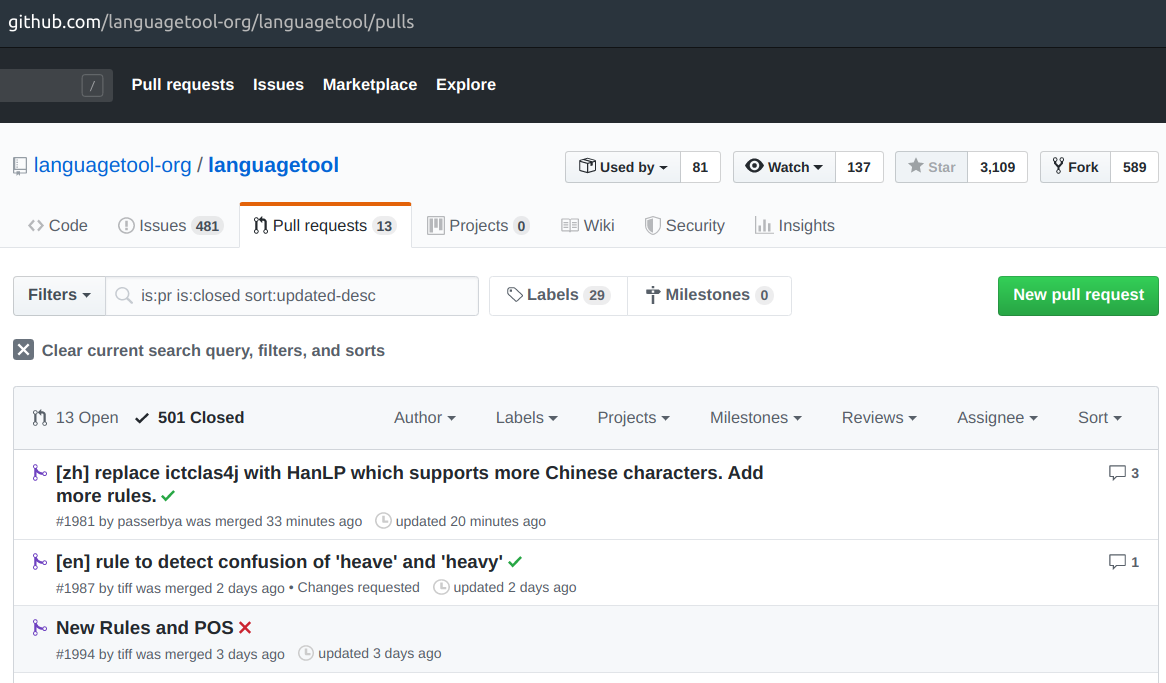 github.com/languagetool-org/languagetool/pulls
/ Pull requests Issues Marketplace Explore
languagetool-org / languagetool Used by 81 Watch 137 Star 3,109 Fork 589
Code Issues 481 Pull requests 13 Projects 0 Wiki Security Insights
Filters is:pr is:closed sort:updated-desc Labels 29 Milestones 0 New pull request
Clear current search query, filters, and sorts
13 Open 501 Closed Author Labels Projects Milestones Reviews Assignee Sort
[zh] replace ictclas4j with HanLP which supports more Chinese characters. Add 3
more rules.
#1981 by passerbya was merged 33 minutes ago updated 20 minutes ago
[en] rule to detect confusion of 'heave' and 'heavy' 1
#1987 by tiff was merged 2 days ago • Changes requested updated 2 days ago
New Rules and POS
#1994 by tiff was merged 3 days ago updated 3 days ago